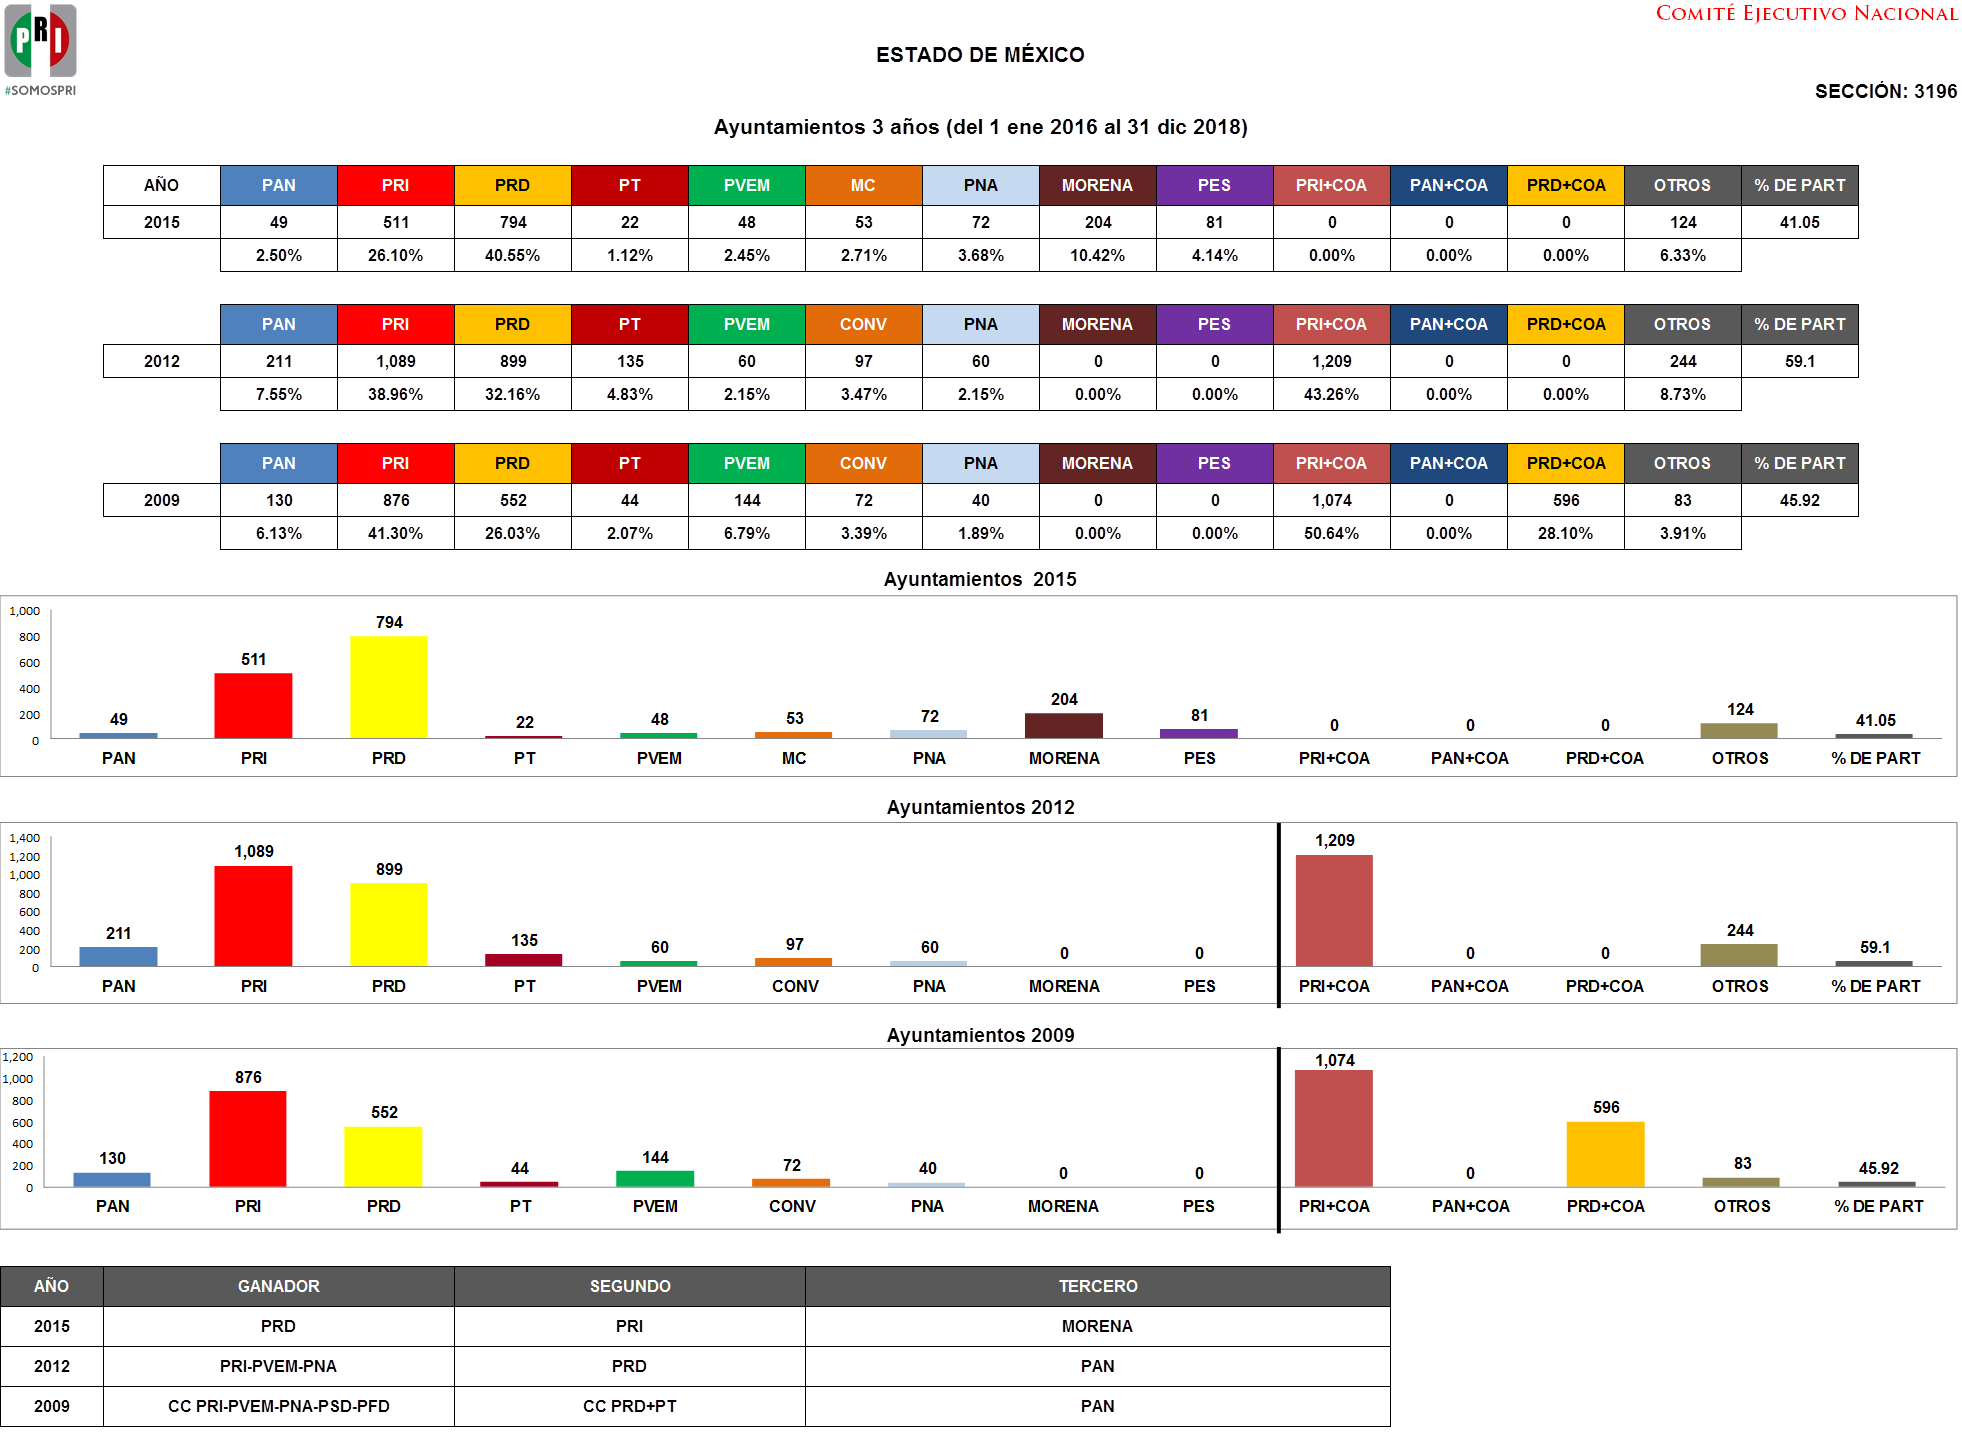 PRI
#SOMOSPRI
COMITÉ EJECUTIVO NACIONAL
ESTADO DE MÉXICO
SECCIÓN: 3196
Ayuntamientos 3 años (del 1 ene 2016 al 31 dic 2018)
AÑO PAN PRI PRD PT PVEM MC PNA MORENA PES PRI+COA PAN+COA PRD+COA OTROS % DE PART
2015 49 511 794 22 48 53 72 204 81 0 0 0 124 41.05
2.50% 26.10% 40.55% 1.12% 2.45% 2.71% 3.68% 10.42% 4.14% 0.00% 0.00% 0.00% 6.33%
PAN PRI PRD PT PVEM CONV PNA MORENA PES PRI+COA PAN+COA PRD+COA OTROS % DE PART
2012 211 1,089 899 135 60 97 60 0 0 1,209 0 0 244 59.1
7.55% 38.96% 32.16% 4.83% 2.15% 3.47% 2.15% 0.00% 0.00% 43.26% 0.00% 0.00% 8.73%
PAN PRI PRD PT PVEM CONV PNA MORENA PES PRI+COA PAN+COA PRD+COA OTROS % DE PART
2009 130 876 552 44 144 72 40 0 0 1,074 0 596 83 45.92
6.13% 41.30% 26.03% 2.07% 6.79% 3.39% 1.89% 0.00% 0.00% 50.64% 0.00% 28.10% 3.91%
Ayuntamientos 2015
1,000
800
600
400
200
0
49 511 794 22 48 53 72 204 81 0 0 0 124 41.05
PAN PRI PRD PT PVEM MC PNA MORENA PES PRI+COA PAN+COA PRD+COA OTROS % DE PART
Ayuntamientos 2012
1,400
1,200
1,000
800
600
400
200
0
211 1,089 899 135 60 97 60 0 0 1,209 0 0 244 59.1
PAN PRI PRD PT PVEM CONV PNA MORENA PES PRI+COA PAN+COA PRD+COA OTROS % DE PART
Ayuntamientos 2009
1,200
1,000
800
600
400
200
0
130 876 552 44 144 72 40 0 0 1,074 0 596 83 45.92
PAN PRI PRD PT PVEM CONV PNA MORENA PES PRI+COA PAN+COA PRD+COA OTROS % DE PART
AÑO GANADOR SEGUNDO TERCERO
2015 PRD PRI MORENA
2012 PRI-PVEM-PNA PRD PAN
2009 CC PRI-PVEM-PNA-PSD-PFD CC PRD+PT PAN